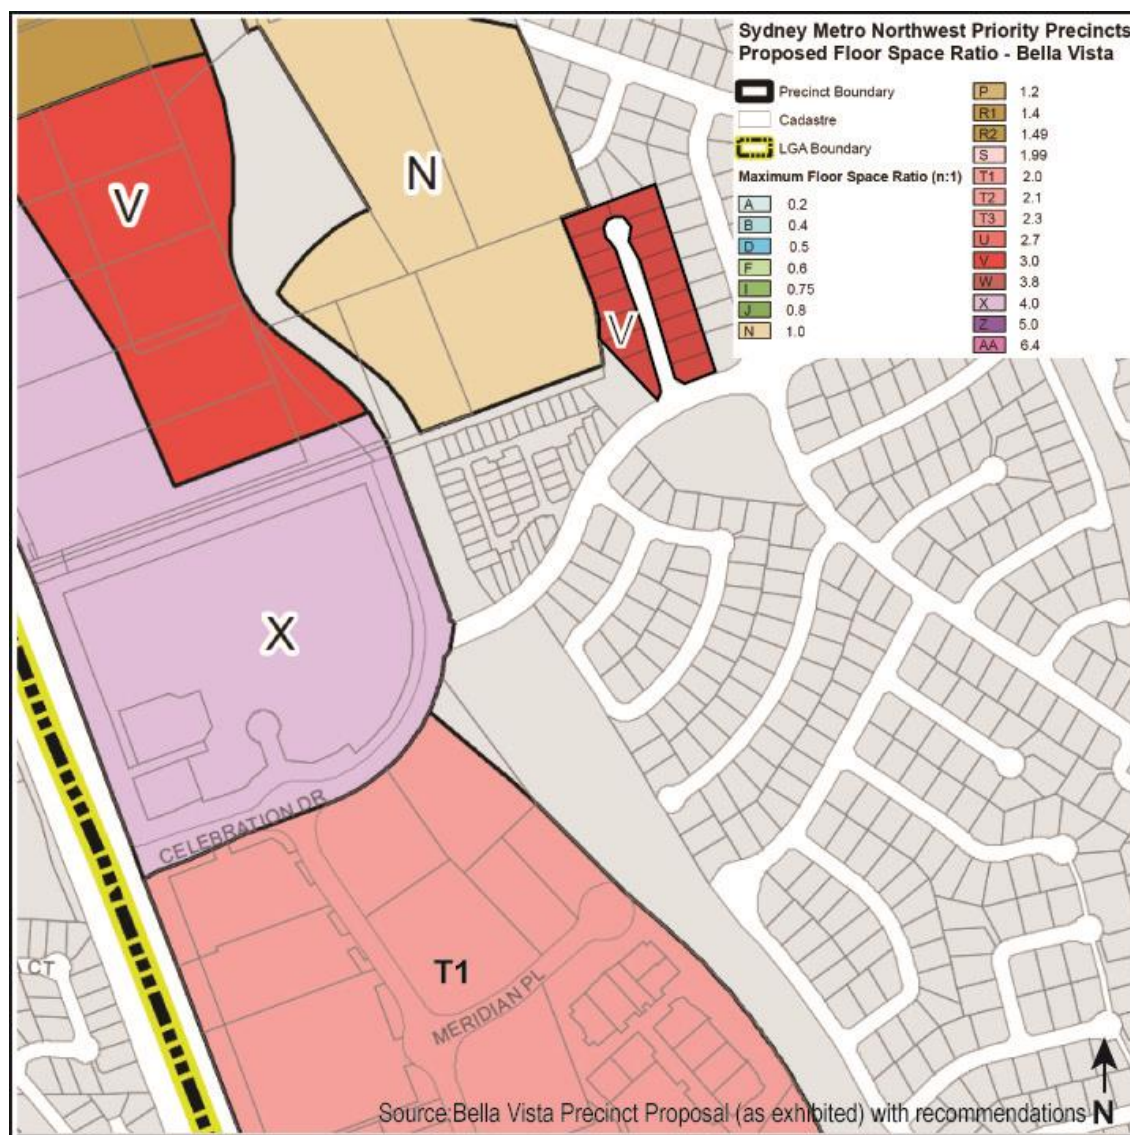 Sydney Metro Northwest Priority Precincts
Proposed Floor Space Ratio - Bella Vista
Precinct Boundary
Cadastre
LGA Boundary
Maximum Floor Space Ratio (n:1)
A 0.2
B 0.4
D 0.5
F 0.6
I 0.75
J 0.8
N 1.0
P 1.2
R1 1.4
R2 1.49
S 1.99
T1 2.0
T2 2.1
T3 2.3
U 2.7
V 3.0
W 3.8
X 4.0
Z 5.0
AA 6.4
V
N
V
X
CELEBRATION DR
T1
MERIDIAN PL
CT
Source:Bella Vista Precinct Proposal (as exhibited) with recommendations
N